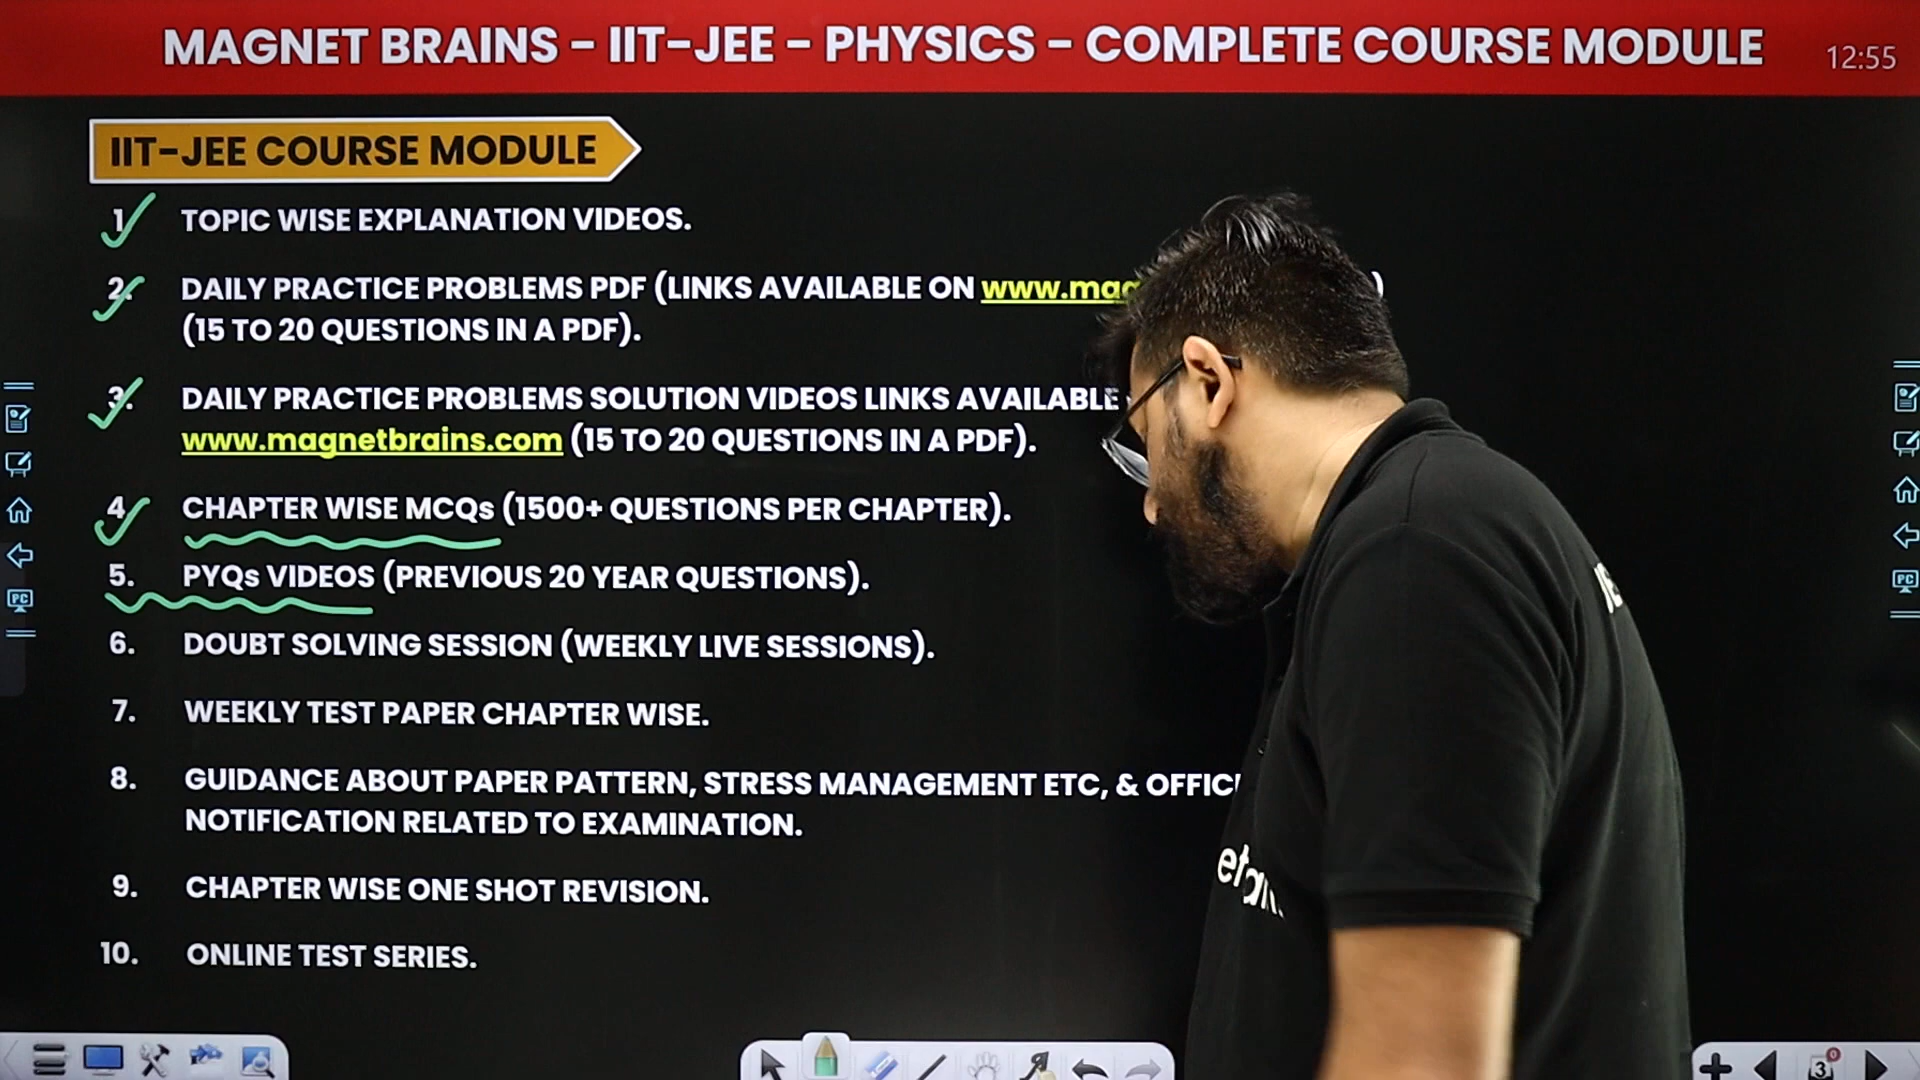 MAGNET BRAINS - IIT-JEE - PHYSICS - COMPLETE COURSE MODULE
12:55
IIT-JEE COURSE MODULE
1. TOPIC WISE EXPLANATION VIDEOS.
2. DAILY PRACTICE PROBLEMS PDF (LINKS AVAILABLE ON www.mag )
(15 TO 20 QUESTIONS IN A PDF).
3. DAILY PRACTICE PROBLEMS SOLUTION VIDEOS LINKS AVAILABLE
www.magnetbrains.com (15 TO 20 QUESTIONS IN A PDF).
4. CHAPTER WISE MCQs (1500+ QUESTIONS PER CHAPTER).
5. PYQs VIDEOS (PREVIOUS 20 YEAR QUESTIONS).
6. DOUBT SOLVING SESSION (WEEKLY LIVE SESSIONS).
7. WEEKLY TEST PAPER CHAPTER WISE.
8. GUIDANCE ABOUT PAPER PATTERN, STRESS MANAGEMENT ETC, & OFFICI
NOTIFICATION RELATED TO EXAMINATION.
9. CHAPTER WISE ONE SHOT REVISION.
10. ONLINE TEST SERIES.
PC
PC
3
0